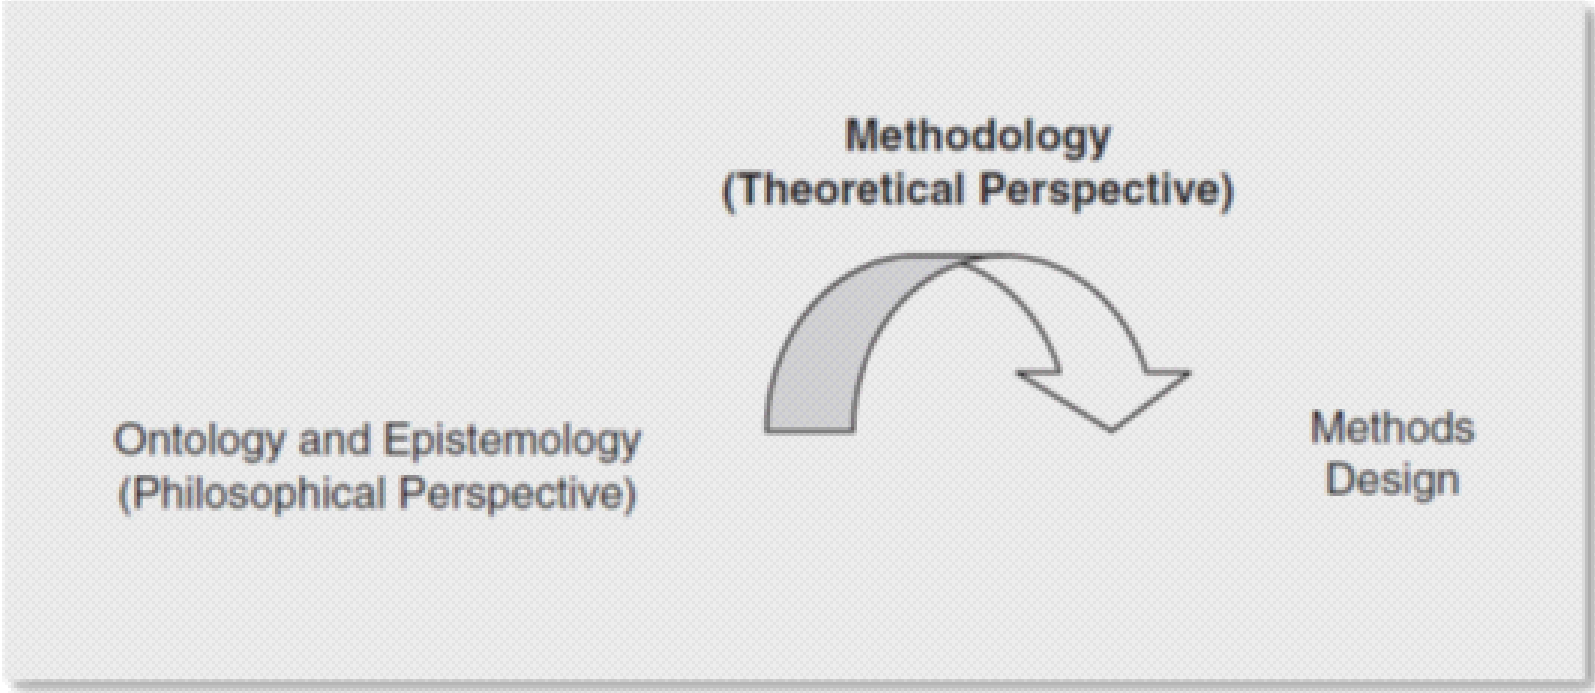 Methodology
(Theoretical Perspective)
Ontology and Epistemology
(Philosophical Perspective)
Methods
Design